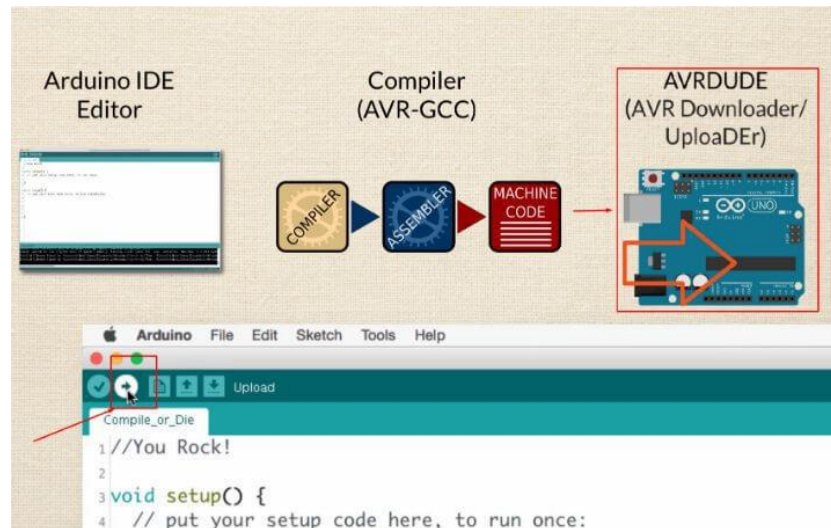 Arduino IDE
Editor
Compiler
(AVR-GCC)
AVRDUDE
(AVR Downloader/
UploaDEr)
COMPILER
ASSEMBLER
MACHINE
CODE
UNO
Arduino File Edit Sketch Tools Help
Upload
Compile_or_Die
1 //You Rock!
2
3 void setup() {
4 // put your setup code here, to run once: